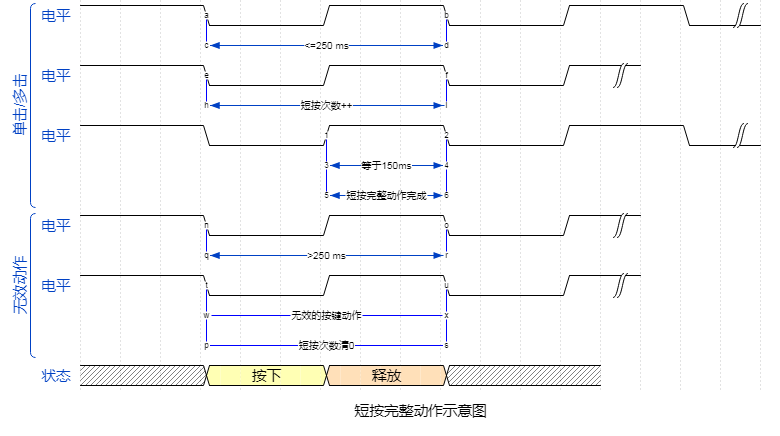 单击/多击
电平
a
b
c
<=250 ms
d
电平
e
f
h
短按次数++
i
电平
1
2
3
等于150ms
4
5
短按完整动作完成
6
无效动作
电平
n
o
q
>250 ms
r
电平
t
u
w
无效的按键动作
x
p
短按次数清0
s
状态
按下
释放
短按完整动作示意图